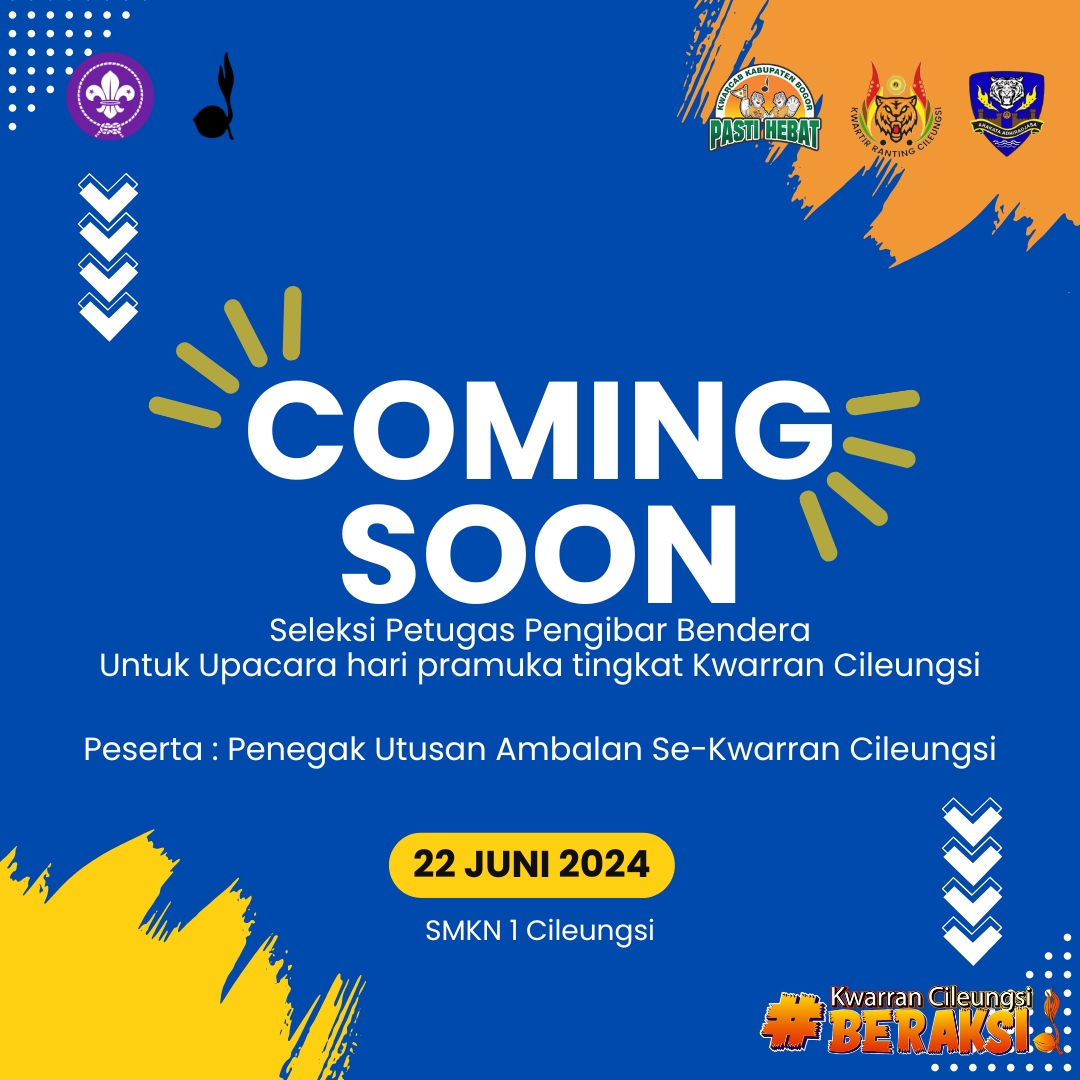 KWARCAB KABUPATEN BOGOR
PASTI HEBAT
KWARTIR RANTING CILEUNGSI
COMING
SOON
Seleksi Petugas Pengibar Bendera
Untuk Upacara hari pramuka tingkat Kwarran Cileungsi
Peserta : Penegak Utusan Ambalan Se-Kwarran Cileungsi
22 JUNI 2024
SMKN 1 Cileungsi
Kwarran Cileungsi
#BERAKSI